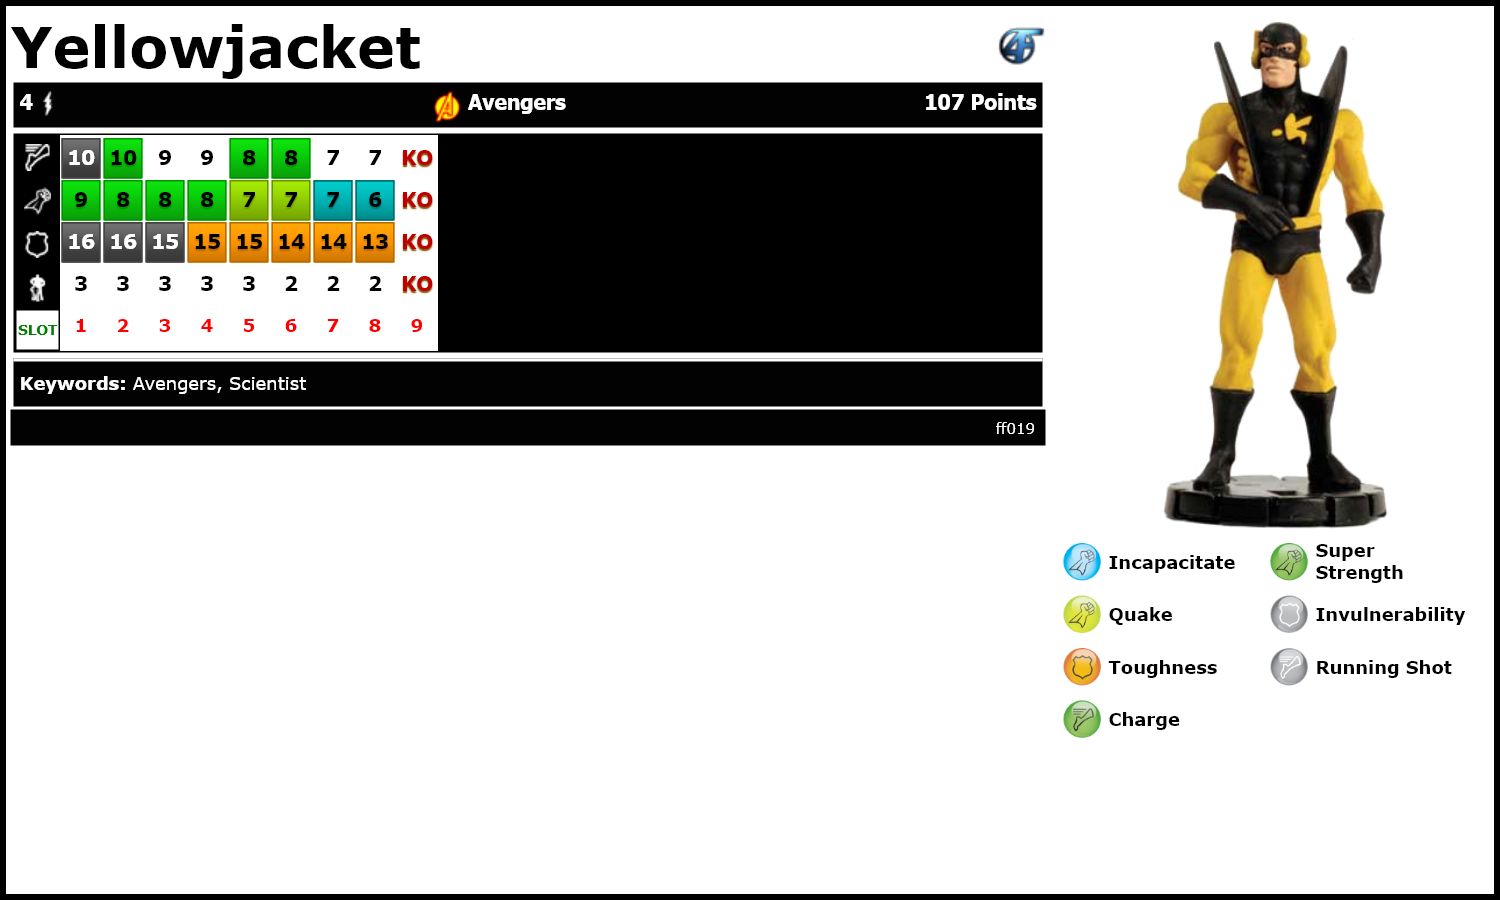 Yellowjacket
4 Avengers 107 Points
10 10 9 9 8 8 7 7 KO
9 8 8 8 7 7 7 6 KO
16 16 15 15 15 14 14 13 KO
3 3 3 3 3 2 2 2 KO
SLOT 1 2 3 4 5 6 7 8 9
Keywords: Avengers, Scientist
ff019
Incapacitate
Super
Strength
Quake
Invulnerability
Toughness
Running Shot
Charge